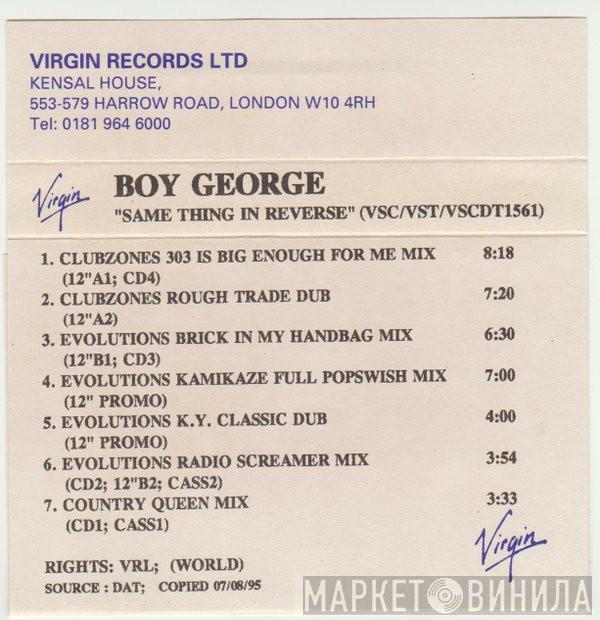 VIRGIN RECORDS LTD
KENSAL HOUSE,
553-579 HARROW ROAD, LONDON W10 4RH
Tel: 0181 964 6000
Virgin
BOY GEORGE
"SAME THING IN REVERSE" (VSC/VST/VSCDT1561)
1. CLUBZONES 303 IS BIG ENOUGH FOR ME MIX 8:18
(12"A1; CD4)
2. CLUBZONES ROUGH TRADE DUB 7:20
(12"A2)
3. EVOLUTIONS BRICK IN MY HANDBAG MIX 6:30
(12"B1; CD3)
4. EVOLUTIONS KAMIKAZE FULL POPSWISH MIX 7:00
(12" PROMO)
5. EVOLUTIONS K.Y. CLASSIC DUB 4:00
(12" PROMO)
6. EVOLUTIONS RADIO SCREAMER MIX 3:54
(CD2; 12"B2; CASS2)
7. COUNTRY QUEEN MIX 3:33
(CD1; CASS1)
Virgin
RIGHTS: VRL; (WORLD)
SOURCE : DAT; COPIED 07/08/95
МАРКЕТ ВИНИЛА